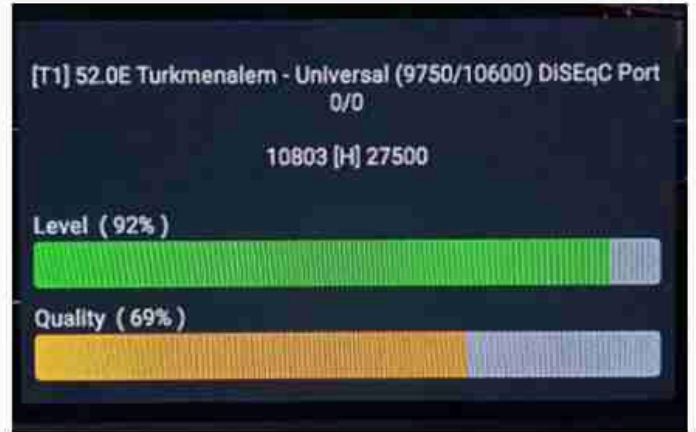 [T1] 52.0E Turkmenalem - Universal (9750/10600) DiSEqC Port
0/0
10803 [H] 27500
Level ( 92% )
Quality ( 69% )